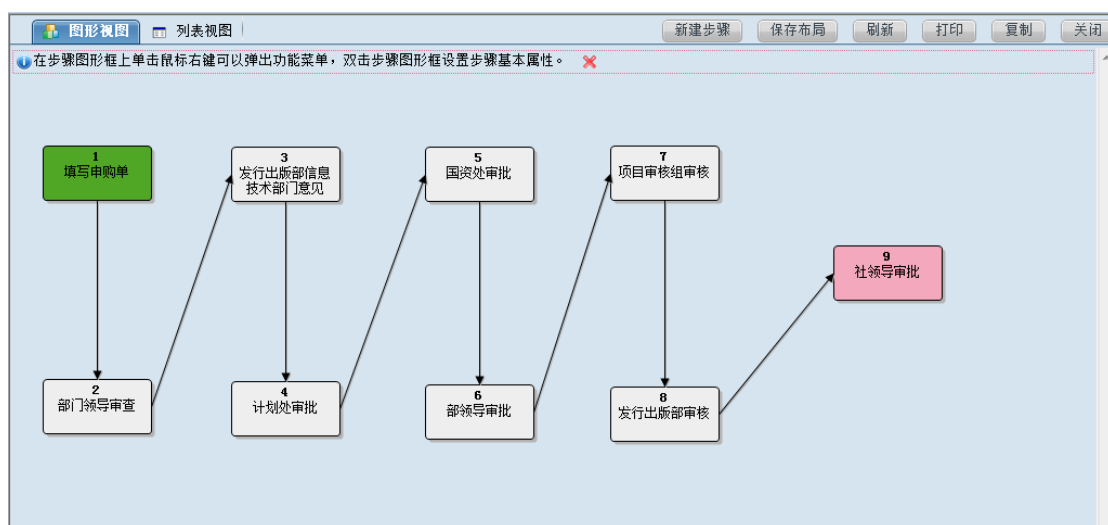 图形视图 列表视图 新建步骤 保存布局 刷新 打印 复制 关闭
在步骤图形框上单击鼠标右键可以弹出功能菜单，双击步骤图形框设置步骤基本属性。
1
填写申购单
3
发行出版部信息
技术部门意见
5
国资处审批
7
项目审核组审核
9
社领导审批
2
部门领导审查
4
计划处审批
6
部领导审批
8
发行出版部审核